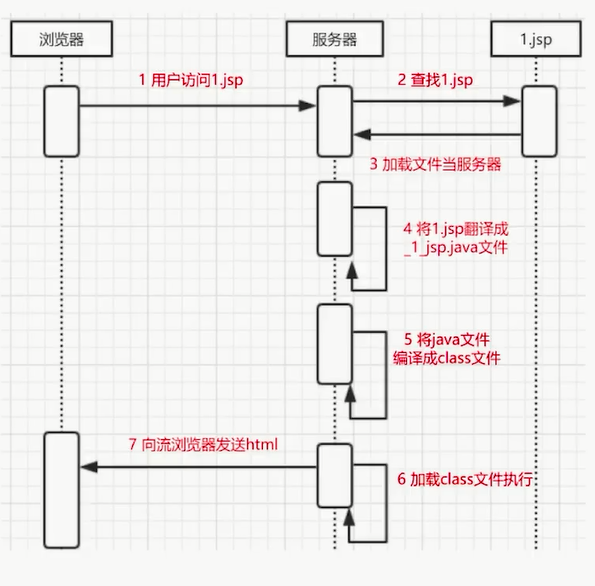 浏览器
服务器
1.jsp
1 用户访问1.jsp
2 查找1.jsp
3 加载文件当服务器
4 将1.jsp翻译成
_1_jsp.java文件
5 将java文件
编译成class文件
7 向流浏览器发送html
6 加载class文件执行